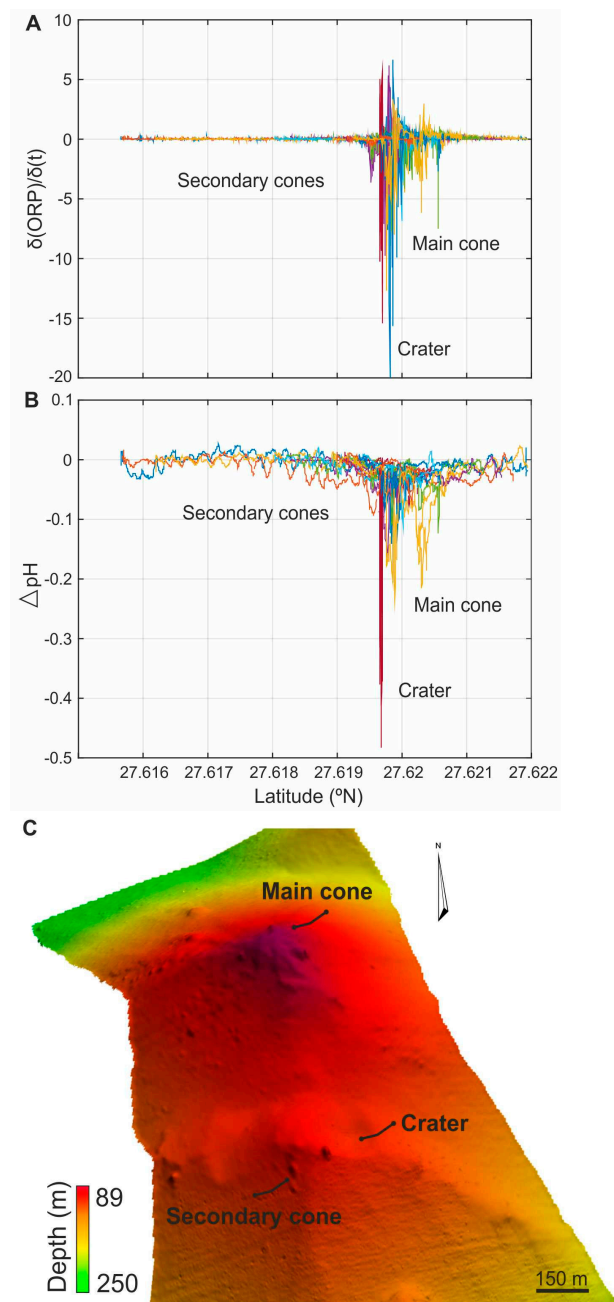 A
10
5
0
-5
-10
-15
-20
δ(ORP)/δ(t)
Secondary cones
Main cone
Crater
B
0.1
0
-0.1
-0.2
-0.3
-0.4
-0.5
△pH
Secondary cones
Main cone
Crater
27.616 27.617 27.618 27.619 27.62 27.621 27.622
Latitude (ºN)
C
N
Main cone
Crater
Secondary cone
Depth (m)
89
250
150 m